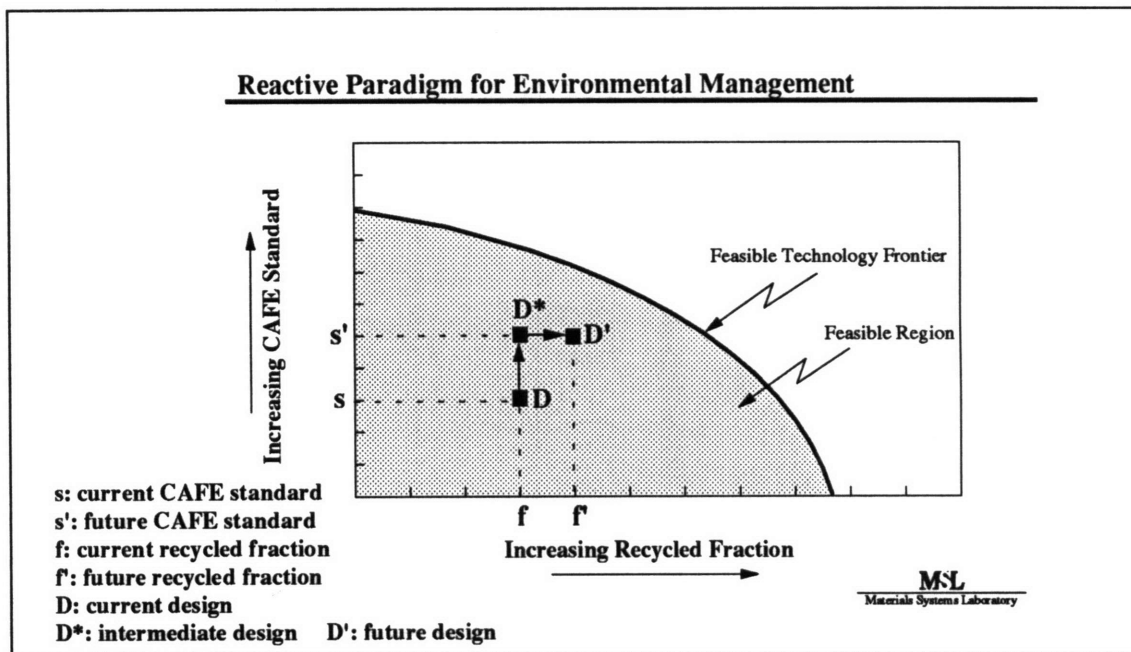 Reactive Paradigm for Environmental Management
Increasing CAFE Standard
Feasible Technology Frontier
Feasible Region
D*
s'
D'
s
D
f
f'
Increasing Recycled Fraction
s: current CAFE standard
s': future CAFE standard
f: current recycled fraction
f': future recycled fraction
D: current design
D*: intermediate design D': future design
MSL
Materials Systems Laboratory